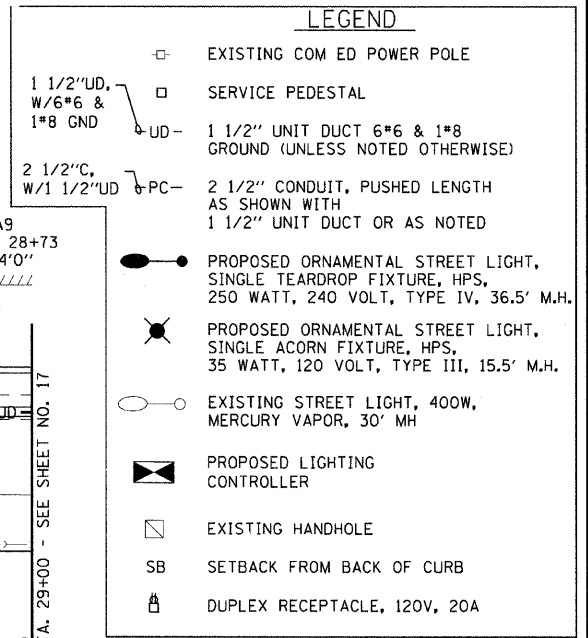 LEGEND
EXISTING COM ED POWER POLE
SERVICE PEDESTAL
1 1/2"UD,
W/6#6 &
1#8 GND
UD
1 1/2" UNIT DUCT 6#6 & 1#8
GROUND (UNLESS NOTED OTHERWISE)
2 1/2"C,
W/1 1/2"UD
PC
2 1/2" CONDUIT, PUSHED LENGTH
AS SHOWN WITH
1 1/2" UNIT DUCT OR AS NOTED
28+73
4'0"
PROPOSED ORNAMENTAL STREET LIGHT,
SINGLE TEARDROP FIXTURE, HPS,
250 WATT, 240 VOLT, TYPE IV, 36.5' M.H.
PROPOSED ORNAMENTAL STREET LIGHT,
SINGLE ACORN FIXTURE, HPS,
35 WATT, 120 VOLT, TYPE III, 15.5' M.H.
EXISTING STREET LIGHT, 400W,
MERCURY VAPOR, 30' MH
PROPOSED LIGHTING
CONTROLLER
EXISTING HANDHOLE
SB
SETBACK FROM BACK OF CURB
DUPLEX RECEPTACLE, 120V, 20A
UD
A. 29+00 - SEE SHEET NO. 17